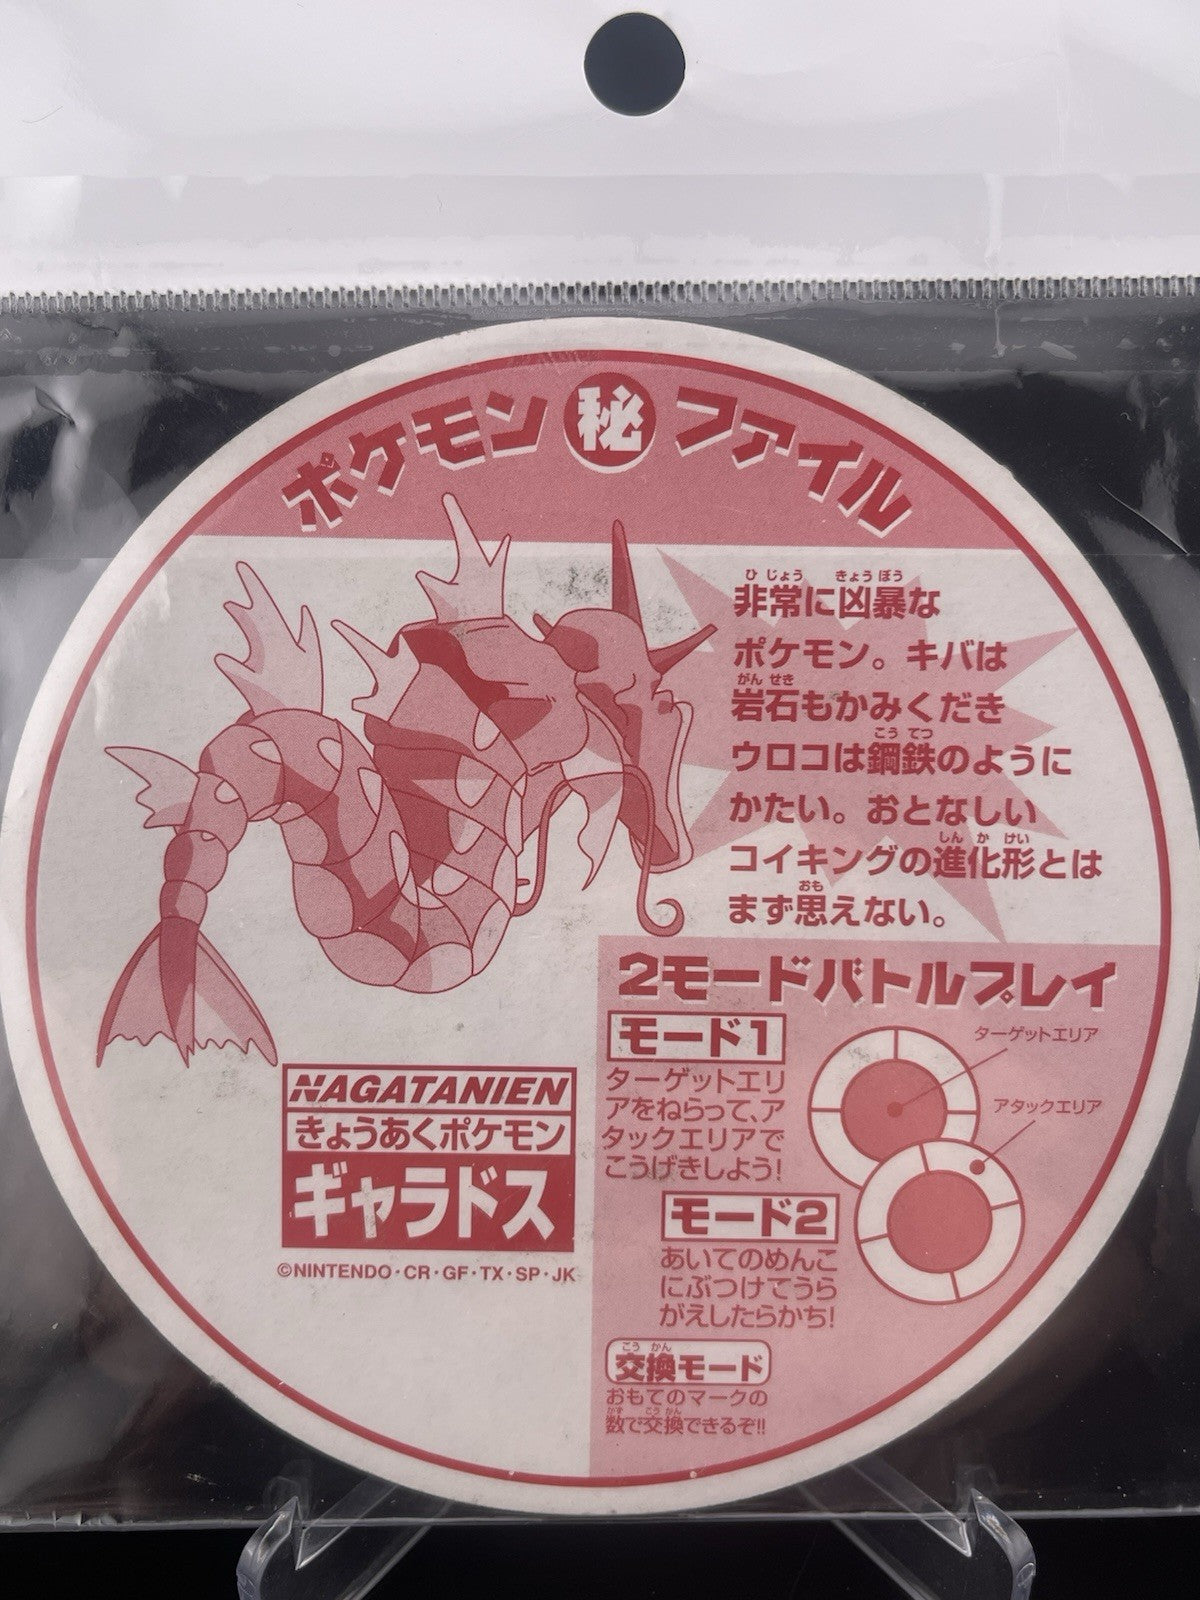 ポケモン㊙ファイル
非常に凶暴な
ひじょう きょうぼう
ポケモン。キバは
岩石もかみくだき
がんせき
ウロコは鋼鉄のように
こうてつ
かたい。おとなしい
コイキングの進化形とは
しんかけい
まず思えない。
おも
NAGATANIEN
きょうあくポケモン
ギャラドス
©NINTENDO・CR・GF・TX・SP・JK
2モードバトルプレイ
モード1
ターゲットエリ
アをねらって、ア
タックエリアで
こうげきしよう!
ターゲットエリア
アタックエリア
モード2
あいてのめんこ
にぶつけてうら
がえしたらかち!
交換モード
こうかん
おもてのマークの
数で交換できるぞ!!
かず こうかん